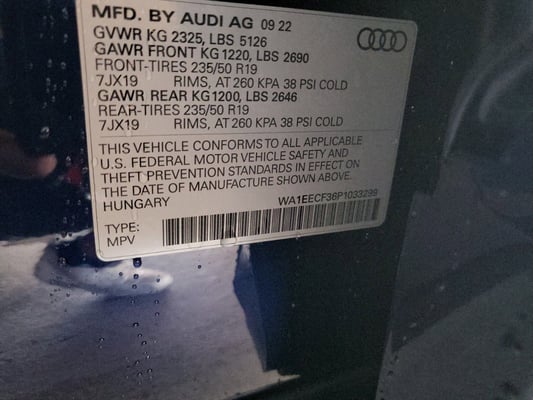 MFD. BY AUDI AG 09 22
GVWR KG 2325, LBS 5126
GAWR FRONT KG 1220, LBS 2690
FRONT-TIRES 235/50 R19
7JX19 RIMS, AT 260 KPA 38 PSI COLD
GAWR REAR KG1200, LBS 2646
REAR-TIRES 235/50 R19
7JX19 RIMS, AT 260 KPA 38 PSI COLD
THIS VEHICLE CONFORMS TO ALL APPLICABLE
U.S. FEDERAL MOTOR VEHICLE SAFETY AND
THEFT PREVENTION STANDARDS IN EFFECT ON
THE DATE OF MANUFACTURE SHOWN ABOVE.
HUNGARY WA1EECF36P1033299
TYPE:
MPV